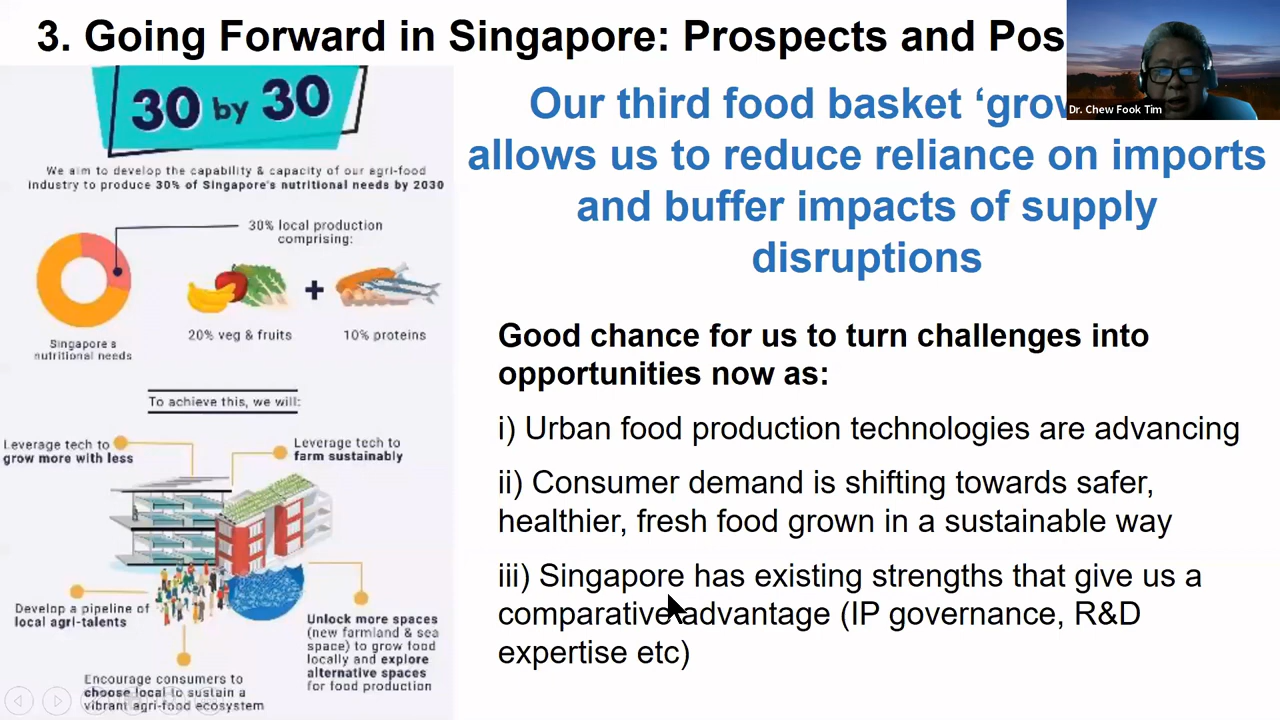 3. Going Forward in Singapore: Prospects and Pos
Dr. Chew Fook Tim
30 by 30
We aim to develop the capability & capacity of our agri-food
industry to produce 30% of Singapore's nutritional needs by 2030
30% local production
comprising:
+
20% veg & fruits
10% proteins
Singapore's
nutritional needs
To achieve this, we will:
Leverage tech to
grow more with less
Leverage tech to
farm sustainably
Develop a pipeline of
local agri-talents
Unlock more spaces
(new farmland & sea
space) to grow food
locally and explore
alternative spaces
for food production
Encourage consumers to
choose local to sustain a
vibrant agri-food ecosystem
Our third food basket ‘grow
allows us to reduce reliance on imports
and buffer impacts of supply
disruptions
Good chance for us to turn challenges into
opportunities now as:
i) Urban food production technologies are advancing
ii) Consumer demand is shifting towards safer,
healthier, fresh food grown in a sustainable way
iii) Singapore has existing strengths that give us a
comparative advantage (IP governance, R&D
expertise etc)